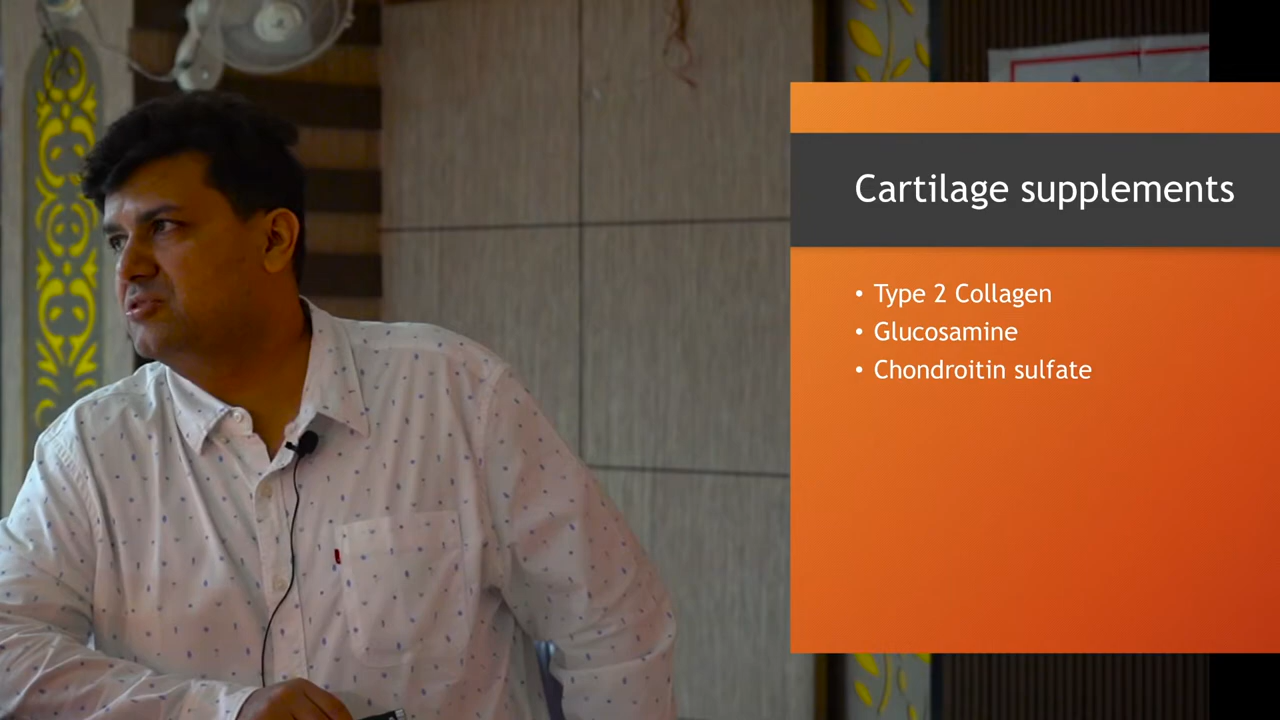 Cartilage supplements
• Type 2 Collagen
• Glucosamine
• Chondroitin sulfate